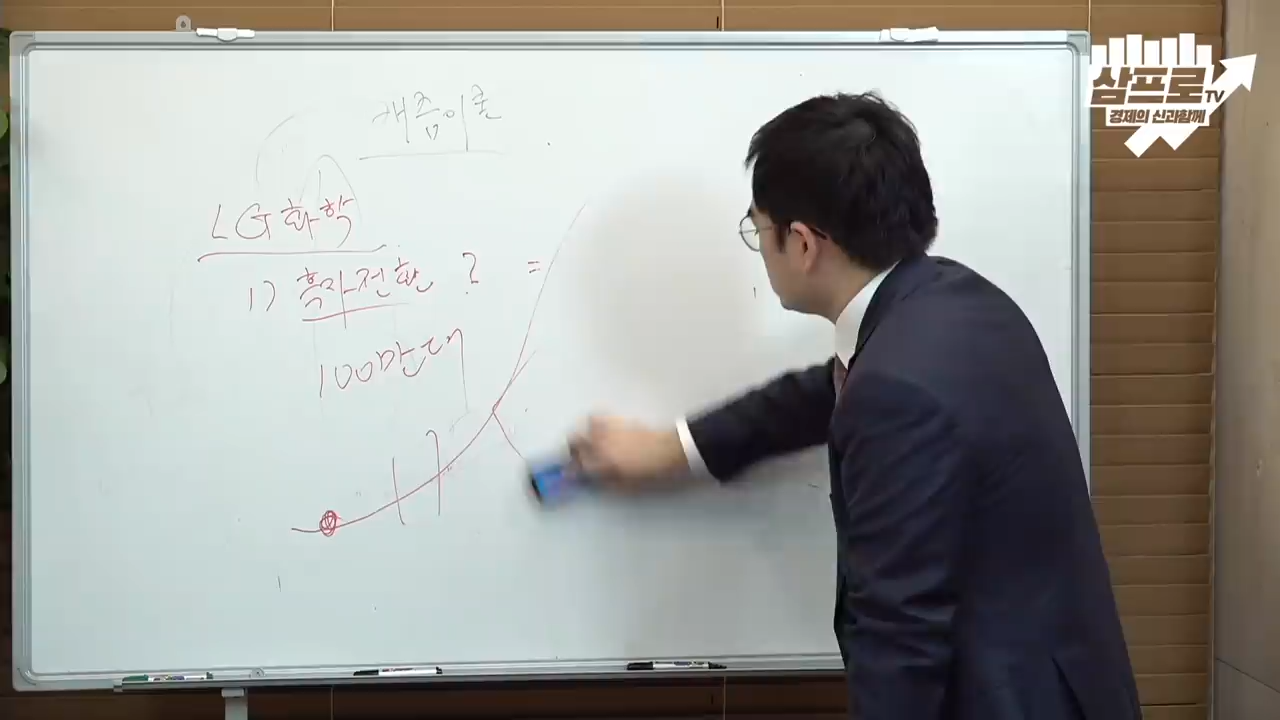 재즘이론
LG화학
1) 흑자전환 ? =
100만대
삼프로TV
경제의 신과함께